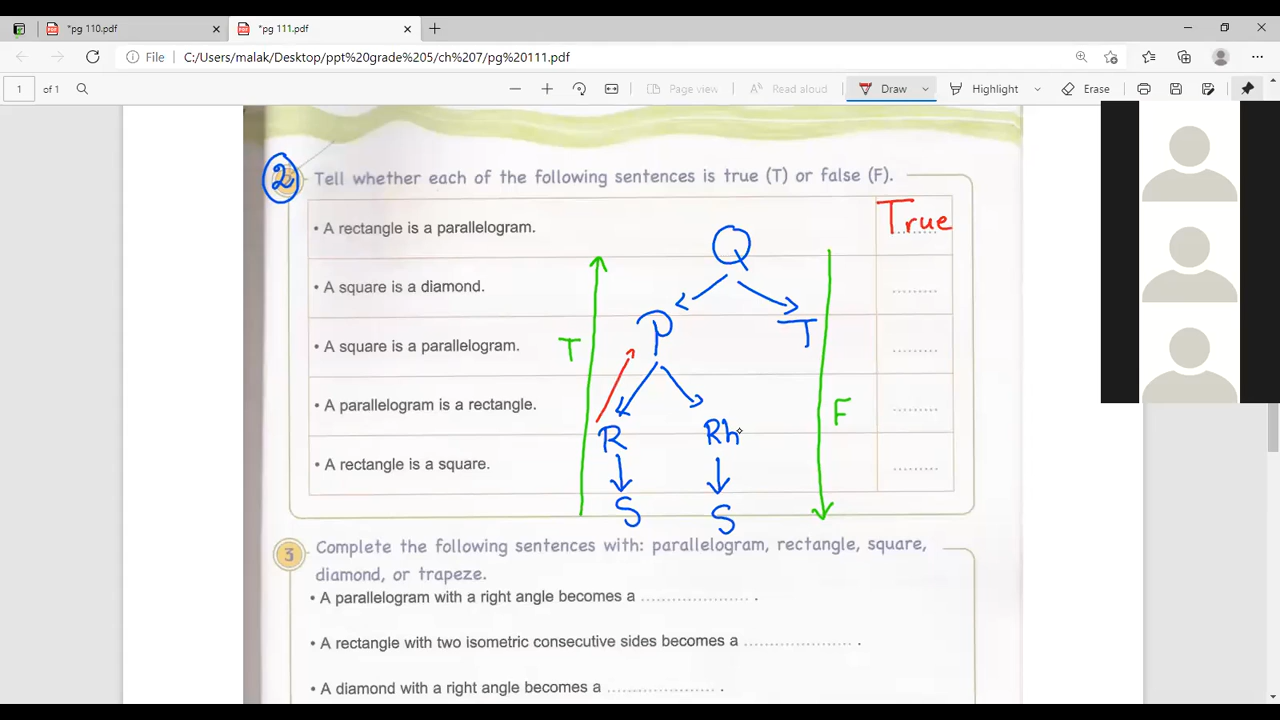 *pg 110.pdf
*pg 111.pdf
File
C:/Users/malak/Desktop/ppt%20grade%205/ch%207/pg%20111.pdf
1 of 1
Page view
Read aloud
Draw
Highlight
Erase
2 Tell whether each of the following sentences is true (T) or false (F).
• A rectangle is a parallelogram. True
• A square is a diamond. .........
• A square is a parallelogram. .........
• A parallelogram is a rectangle. .........
• A rectangle is a square. .........
Q
P T
R Rh
S S
T
F
3 Complete the following sentences with: parallelogram, rectangle, square,
diamond, or trapeze.
• A parallelogram with a right angle becomes a ..................... .
• A rectangle with two isometric consecutive sides becomes a ..................... .
• A diamond with a right angle becomes a ..................... .